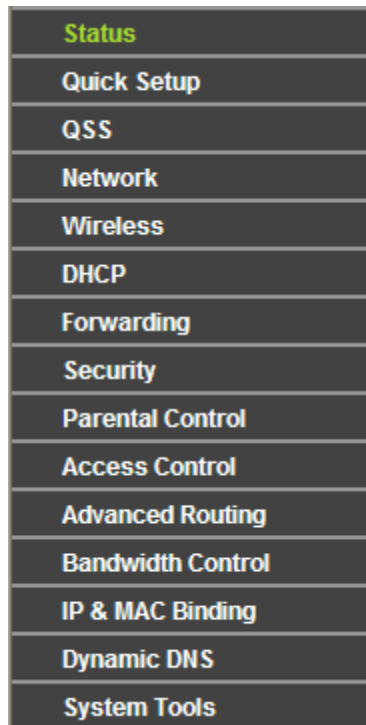 Status
Quick Setup
QSS
Network
Wireless
DHCP
Forwarding
Security
Parental Control
Access Control
Advanced Routing
Bandwidth Control
IP & MAC Binding
Dynamic DNS
System Tools